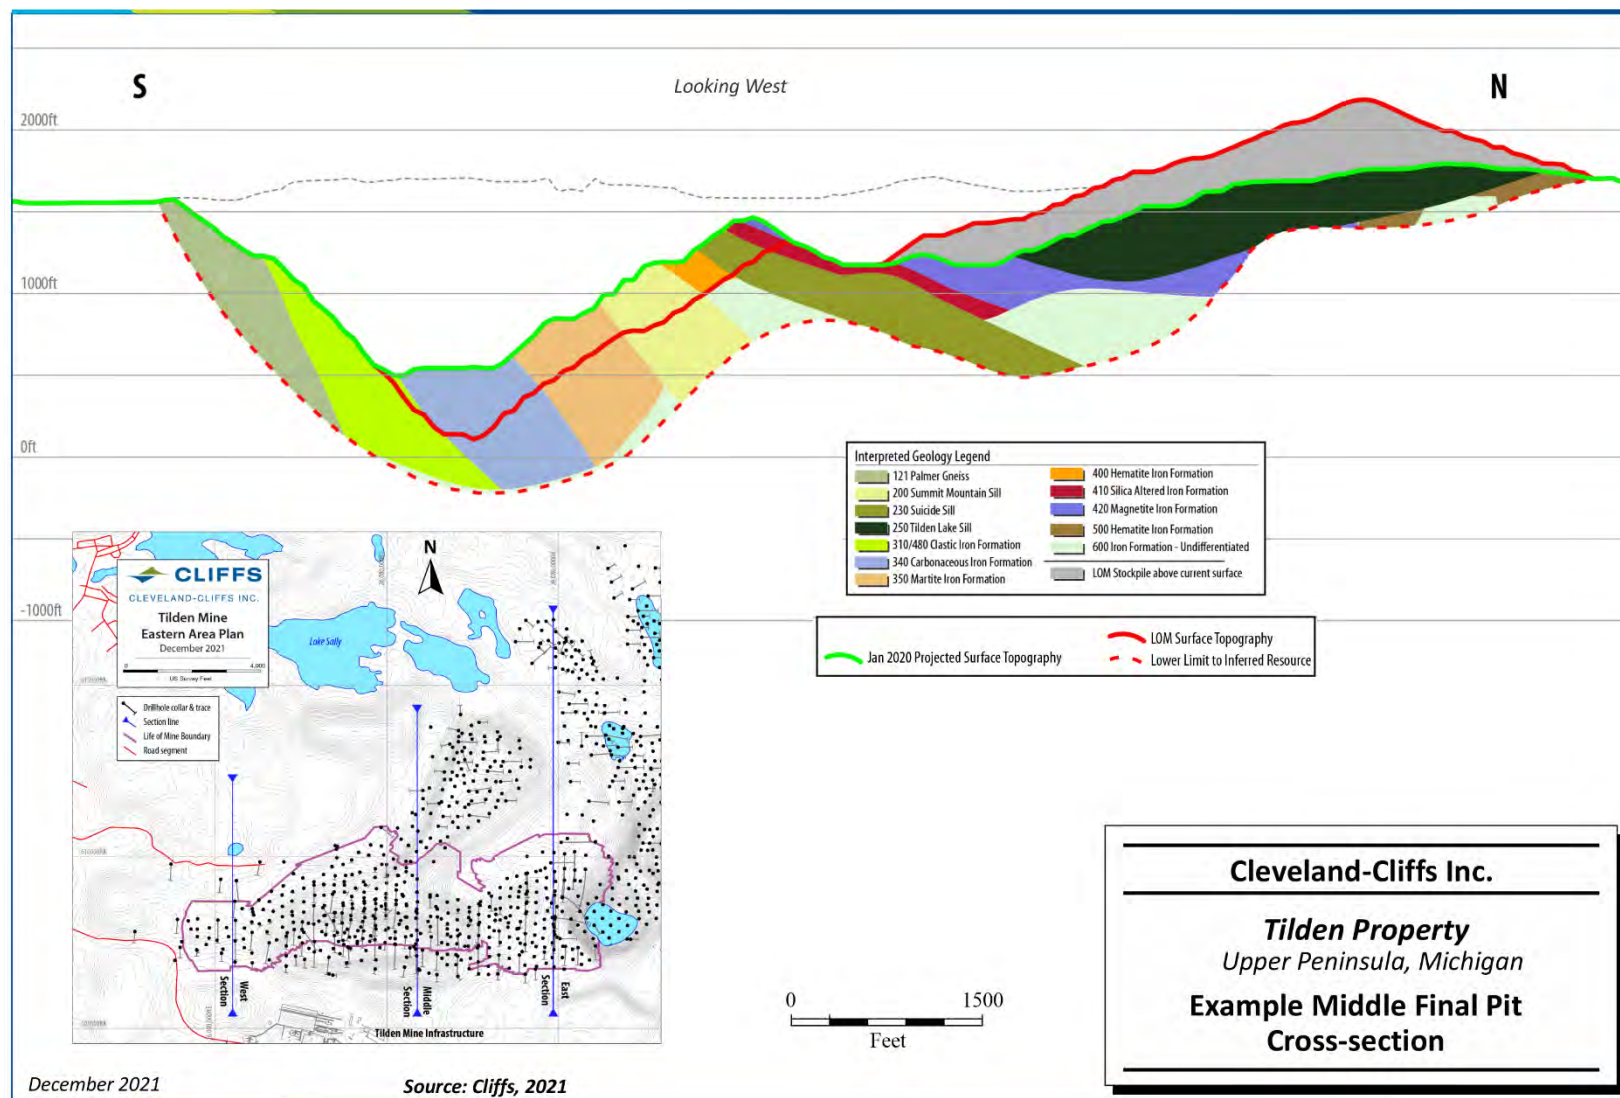 S
Looking West
N
2000ft
1000ft
0ft
-1000ft
Interpreted Geology Legend
121 Palmer Gneiss
200 Summit Mountain Sill
230 Suicide Sill
250 Tilden Lake Sill
310/480 Clastic Iron Formation
340 Carbonaceous Iron Formation
350 Martite Iron Formation
400 Hematite Iron Formation
410 Silica Altered Iron Formation
420 Magnetite Iron Formation
500 Hematite Iron Formation
600 Iron Formation - Undifferentiated
LOM Stockpile above current surface
Jan 2020 Projected Surface Topography
LOM Surface Topography
Lower Limit to Inferred Resource
N
CLIFFS
CLEVELAND-CLIFFS INC.
Tilden Mine
Eastern Area Plan
December 2021
0 4,000
US Survey Feet
Drillhole collar & trace
Section line
Life of Mine Boundary
Road segment
Lake Sally
West
Section
Middle
Section
East
Section
Tilden Mine Infrastructure
0 1500
Feet
Cleveland-Cliffs Inc.
Tilden Property
Upper Peninsula, Michigan
Example Middle Final Pit
Cross-section
December 2021
Source: Cliffs, 2021